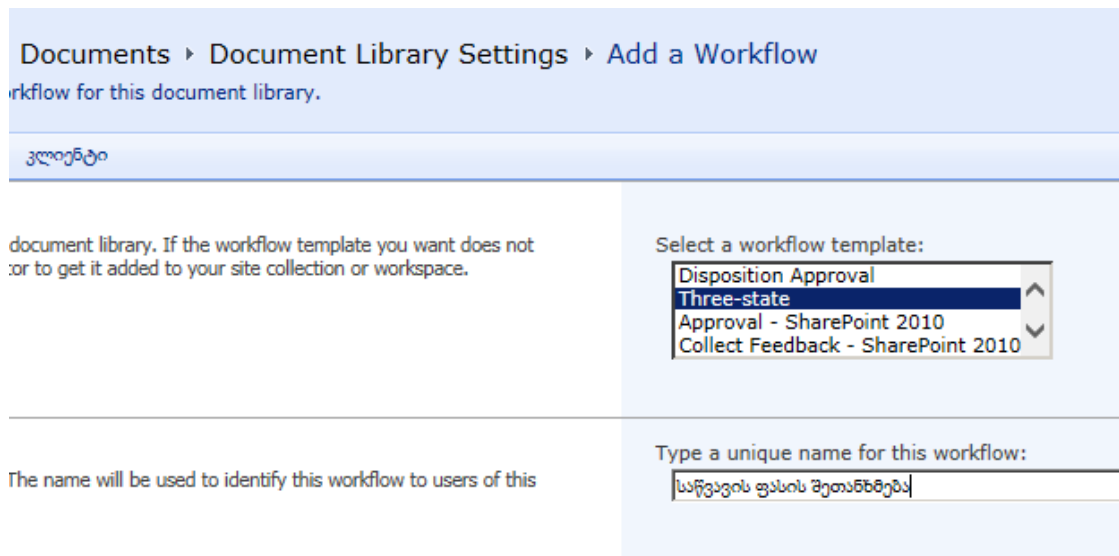 Documents ▸ Document Library Settings ▸ Add a Workflow
rkflow for this document library.
კლიენტი
document library. If the workflow template you want does not
tor to get it added to your site collection or workspace.
Select a workflow template:
Disposition Approval
Three-state
Approval - SharePoint 2010
Collect Feedback - SharePoint 2010
The name will be used to identify this workflow to users of this
Type a unique name for this workflow:
საწვავის ფასის შეთანხმება